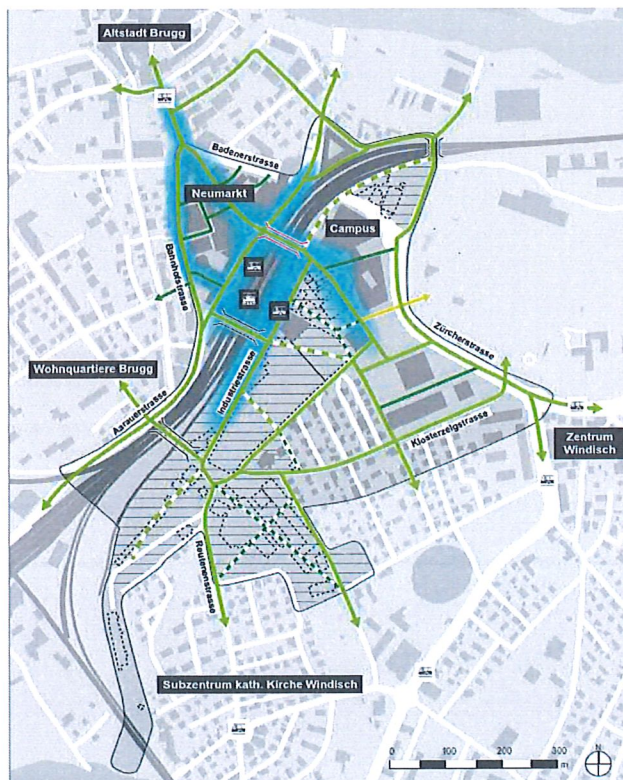 Altstadt Brugg
Badenerstrasse
Neumarkt
Campus
Bahnhofstrasse
Zürcherstrasse
Wohnquartiere Brugg
Industriestrasse
Aarauerstrasse
Klosterzelgstrasse
Zentrum
Windisch
Reutenenstrasse
Subzentrum kath. Kirche Windisch
0 100 200 300
m
N